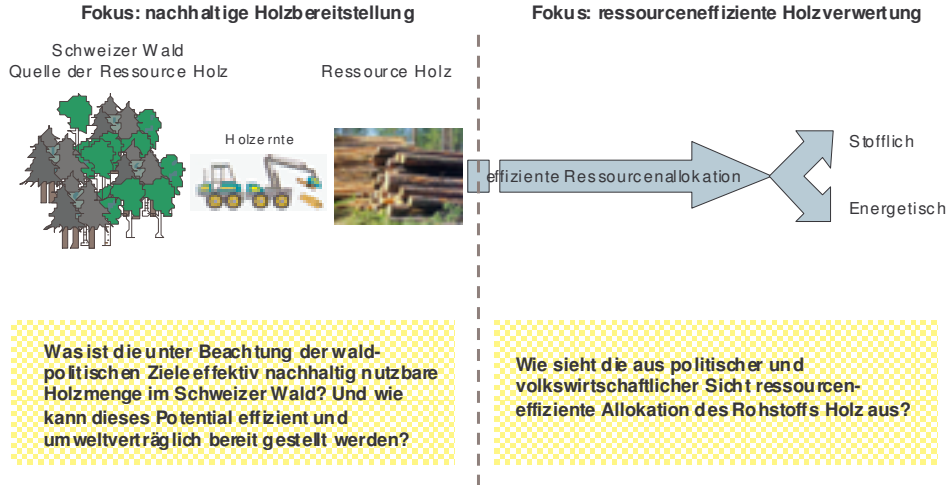 Fokus: nachhaltige Holzbereitstellung
Fokus: ressourceneffiziente Holzverwertung
Schweizer Wald
Quelle der Ressource Holz
Ressource Holz
Holzernte
effiziente Ressourcenallokation
Stofflich
Energetisch
Was ist die unter Beachtung der wald-
politischen Ziele effektiv nachhaltig nutzbare
Holzmenge im Schweizer Wald? Und wie
kann dieses Potential effizient und
umweltverträglich bereit gestellt werden?
Wie sieht die aus politischer und
volkswirtschaftlicher Sicht ressourcen-
effiziente Allokation des Rohstoffs Holz aus?